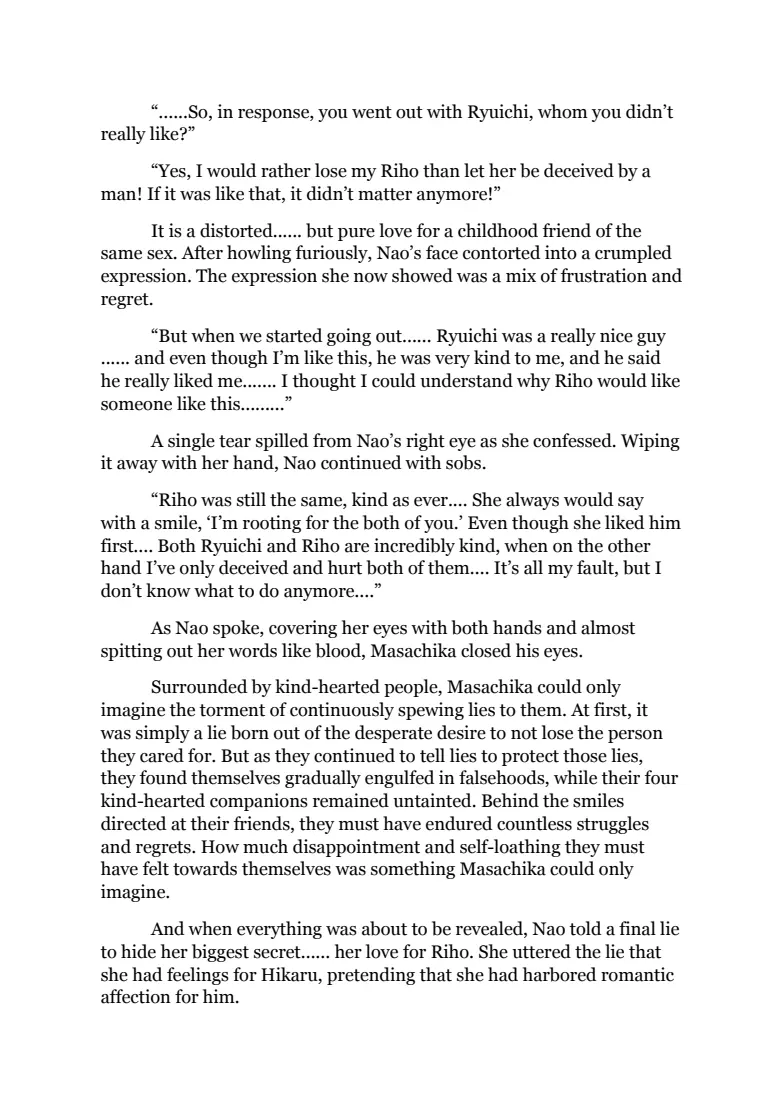 “......So, in response, you went out with Ryuichi, whom you didn’t
really like?”
“Yes, I would rather lose my Riho than let her be deceived by a
man! If it was like that, it didn’t matter anymore!”
It is a distorted...... but pure love for a childhood friend of the
same sex. After howling furiously, Nao’s face contorted into a crumpled
expression. The expression she now showed was a mix of frustration and
regret.
“But when we started going out...... Ryuichi was a really nice guy
...... and even though I’m like this, he was very kind to me, and he said
he really liked me....... I thought I could understand why Riho would like
someone like this.........”
A single tear spilled from Nao’s right eye as she confessed. Wiping
it away with her hand, Nao continued with sobs.
“Riho was still the same, kind as ever.... She always would say
with a smile, ‘I’m rooting for the both of you.’ Even though she liked him
first.... Both Ryuichi and Riho are incredibly kind, when on the other
hand I’ve only deceived and hurt both of them.... It’s all my fault, but I
don’t know what to do anymore....”
As Nao spoke, covering her eyes with both hands and almost
spitting out her words like blood, Masachika closed his eyes.
Surrounded by kind-hearted people, Masachika could only
imagine the torment of continuously spewing lies to them. At first, it
was simply a lie born out of the desperate desire to not lose the person
they cared for. But as they continued to tell lies to protect those lies,
they found themselves gradually engulfed in falsehoods, while their four
kind-hearted companions remained untainted. Behind the smiles
directed at their friends, they must have endured countless struggles
and regrets. How much disappointment and self-loathing they must
have felt towards themselves was something Masachika could only
imagine.
And when everything was about to be revealed, Nao told a final lie
to hide her biggest secret...... her love for Riho. She uttered the lie that
she had feelings for Hikaru, pretending that she had harbored romantic
affection for him.